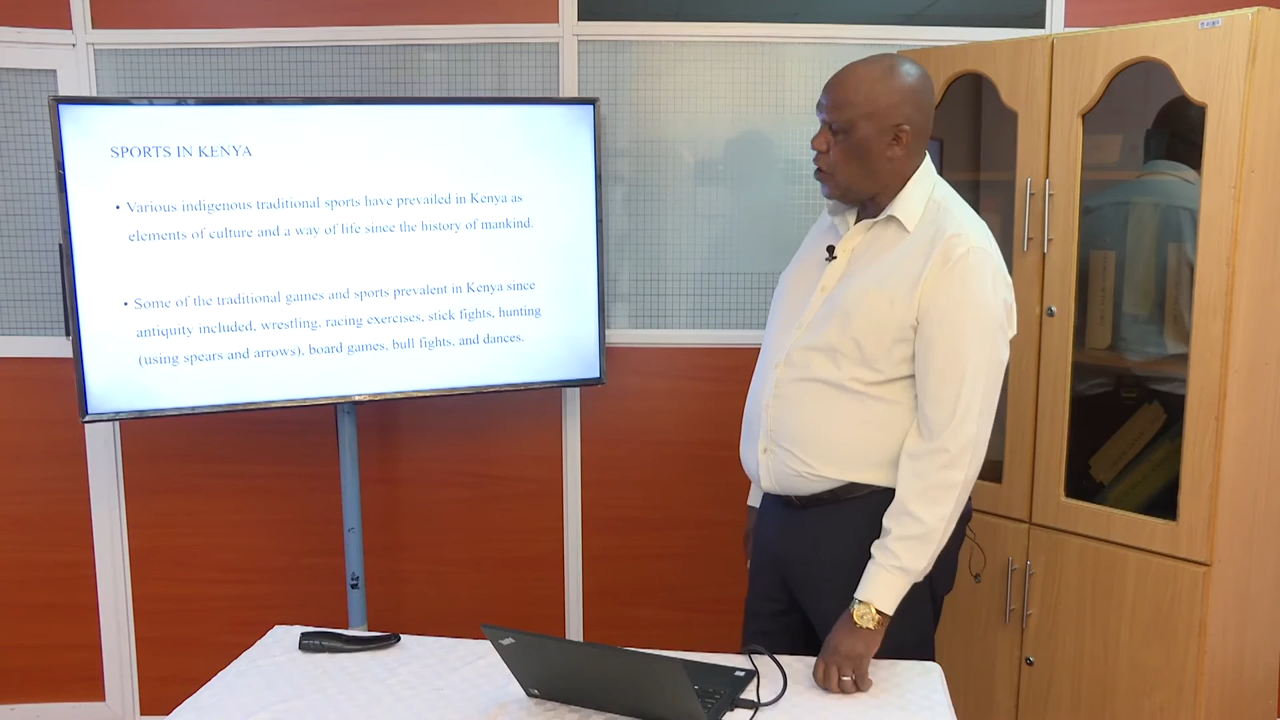 SPORTS IN KENYA
• Various indigenous traditional sports have prevailed in Kenya as
elements of culture and a way of life since the history of mankind.
• Some of the traditional games and sports prevalent in Kenya since
antiquity included, wrestling, racing exercises, stick fights, hunting
(using spears and arrows), board games, bull fights, and dances.
ThinkPad